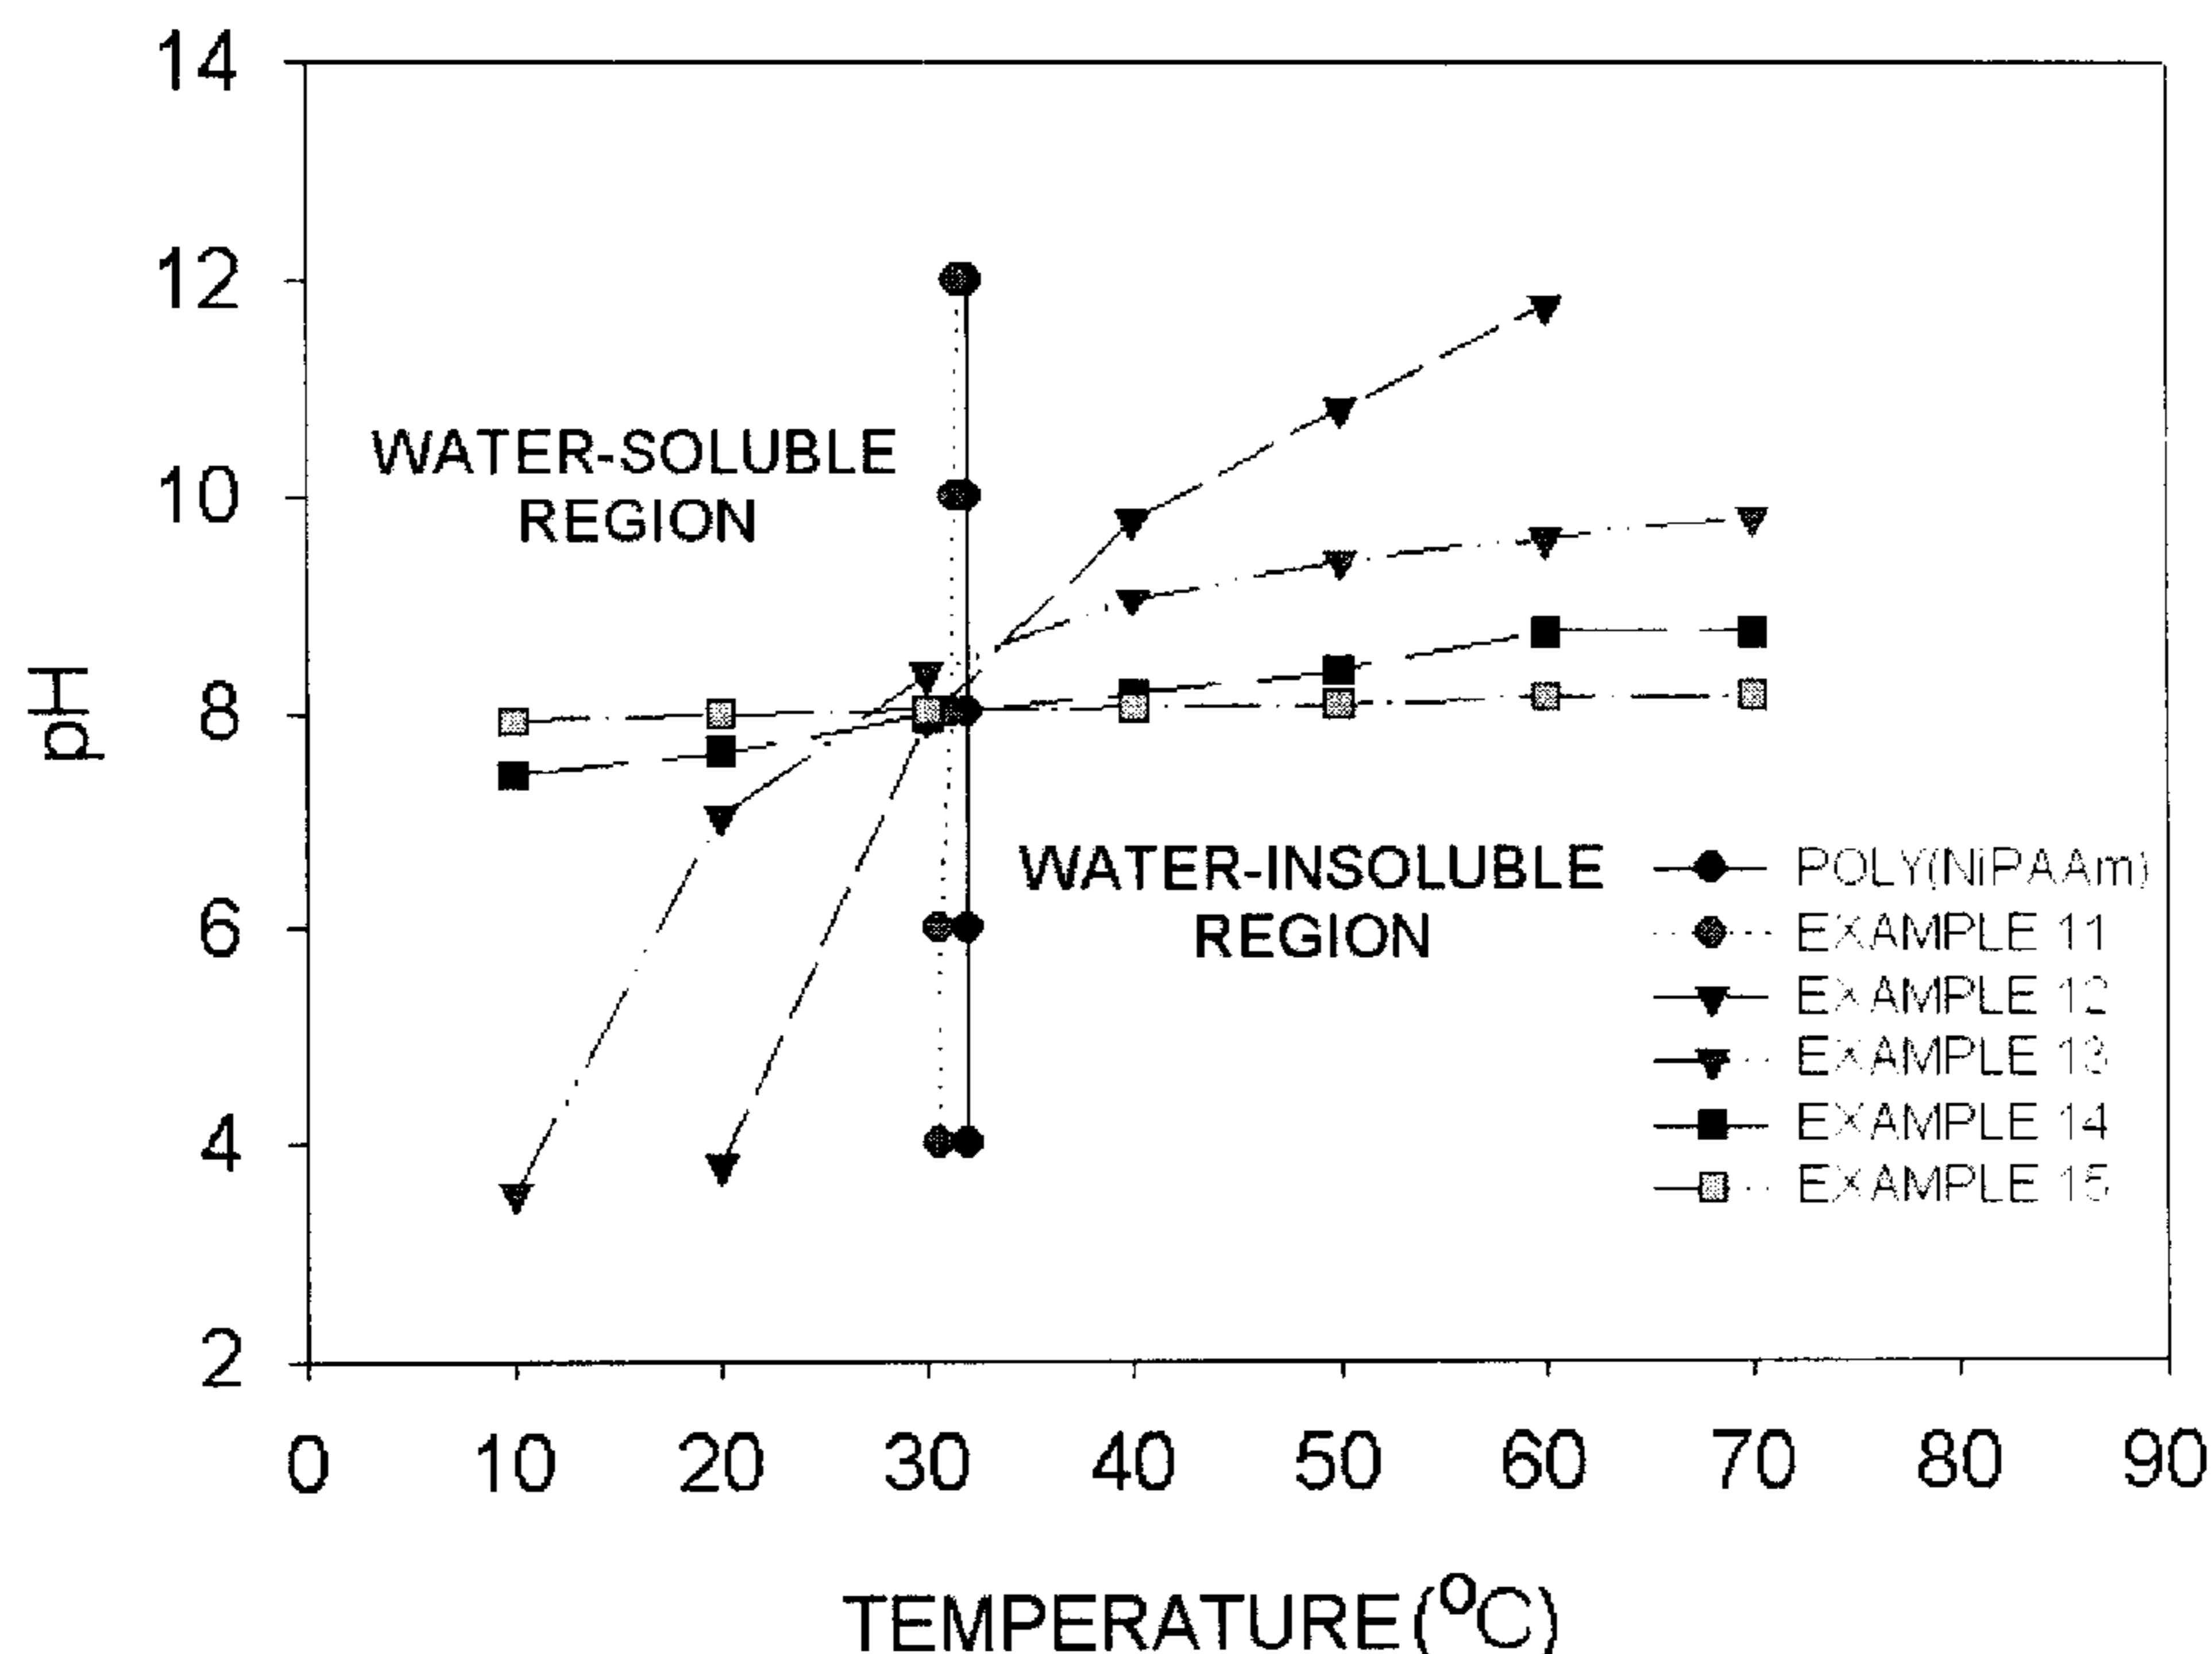 14
12
10
8
6
4
2
pH
WATER-SOLUBLE
REGION
WATER-INSOLUBLE
REGION
POLY(NiPAAm)
EXAMPLE 11
EXAMPLE 12
EXAMPLE 13
EXAMPLE 14
EXAMPLE 15
0 10 20 30 40 50 60 70 80 90
TEMPERATURE (ºC)